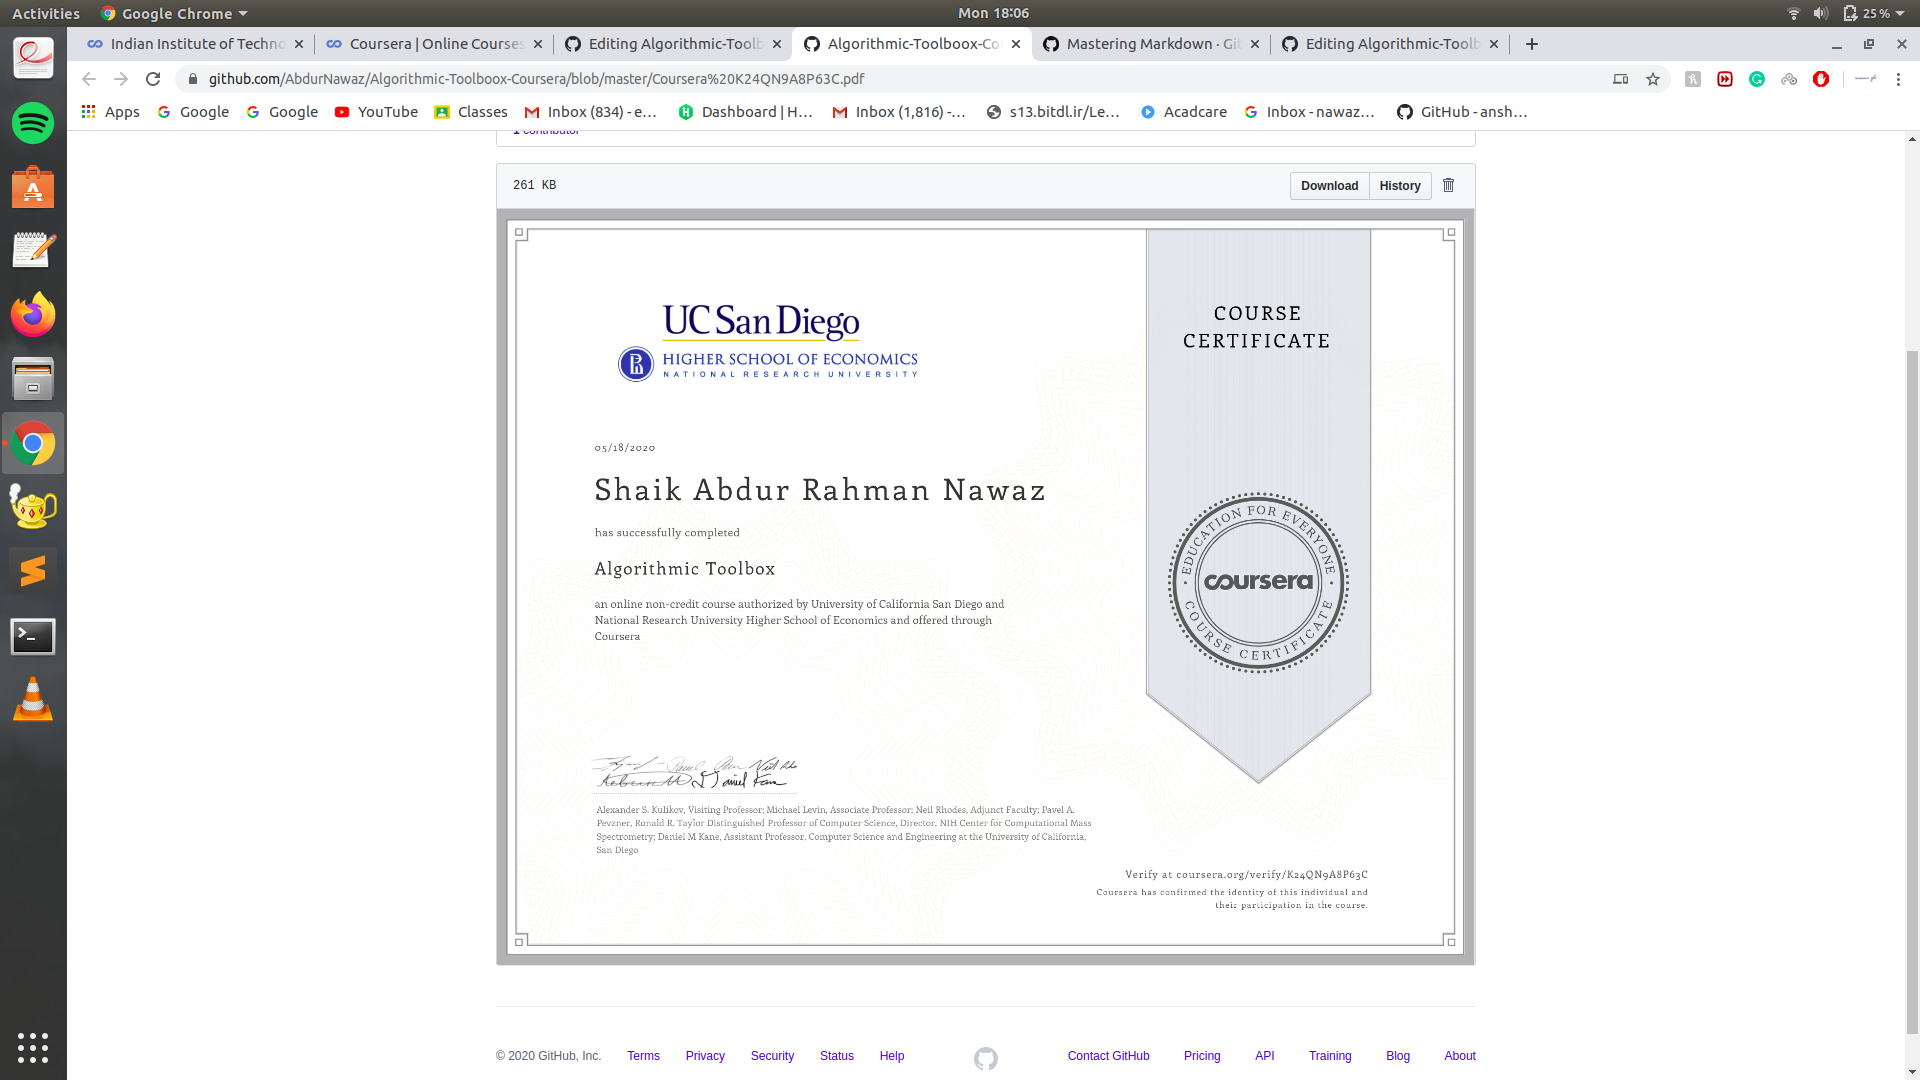 Activities Google Chrome Mon 18:06 25 %
Indian Institute of Techno Coursera | Online Courses Editing Algorithmic-Toolb Algorithmic-Toolboox-Co Mastering Markdown · Git Editing Algorithmic-Toolb
github.com/AbdurNawaz/Algorithmic-Toolboox-Coursera/blob/master/Coursera%20K24QN9A8P63C.pdf
Apps Google Google YouTube Classes Inbox (834) - e… Dashboard | H… Inbox (1,816) -… s13.bitdl.ir/Le… Acadcare Inbox - nawaz… GitHub - ansh…
1 contributor
261 KB Download History
UC San Diego
HIGHER SCHOOL OF ECONOMICS
NATIONAL RESEARCH UNIVERSITY
COURSE
CERTIFICATE
05/18/2020
Shaik Abdur Rahman Nawaz
has successfully completed
Algorithmic Toolbox
an online non-credit course authorized by University of California San Diego and
National Research University Higher School of Economics and offered through
Coursera
EDUCATION FOR EVERYONE
coursera
COURSE CERTIFICATE
Alexander S. Kulikov, Visiting Professor; Michael Levin, Associate Professor; Neil Rhodes, Adjunct Faculty; Pavel A.
Pevzner, Ronald R. Taylor Distinguished Professor of Computer Science, Director, NIH Center for Computational Mass
Spectrometry; Daniel M Kane, Assistant Professor, Computer Science and Engineering at the University of California,
San Diego
Verify at coursera.org/verify/K24QN9A8P63C
Coursera has confirmed the identity of this individual and
their participation in the course.
© 2020 GitHub, Inc. Terms Privacy Security Status Help Contact GitHub Pricing API Training Blog About